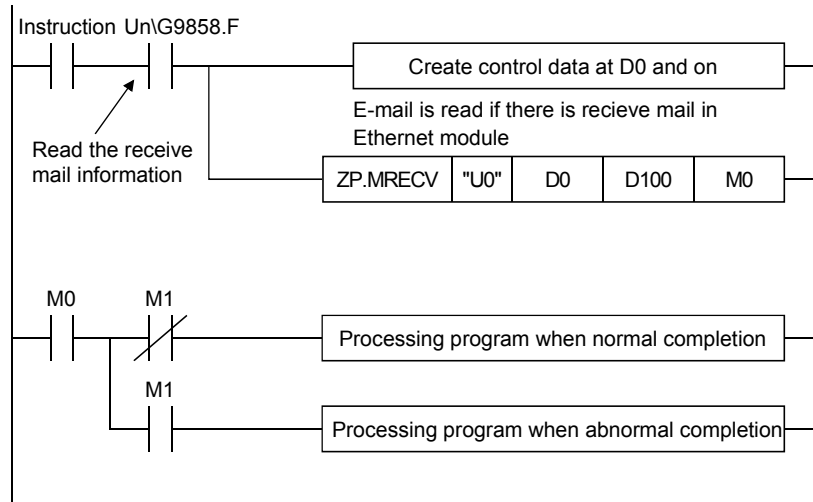 Instruction Un\G9858.F
Create control data at D0 and on
E-mail is read if there is recieve mail in
Ethernet module
Read the receive
mail information
ZP.MRECV "U0" D0 D100 M0
M0 M1
Processing program when normal completion
M1
Processing program when abnormal completion